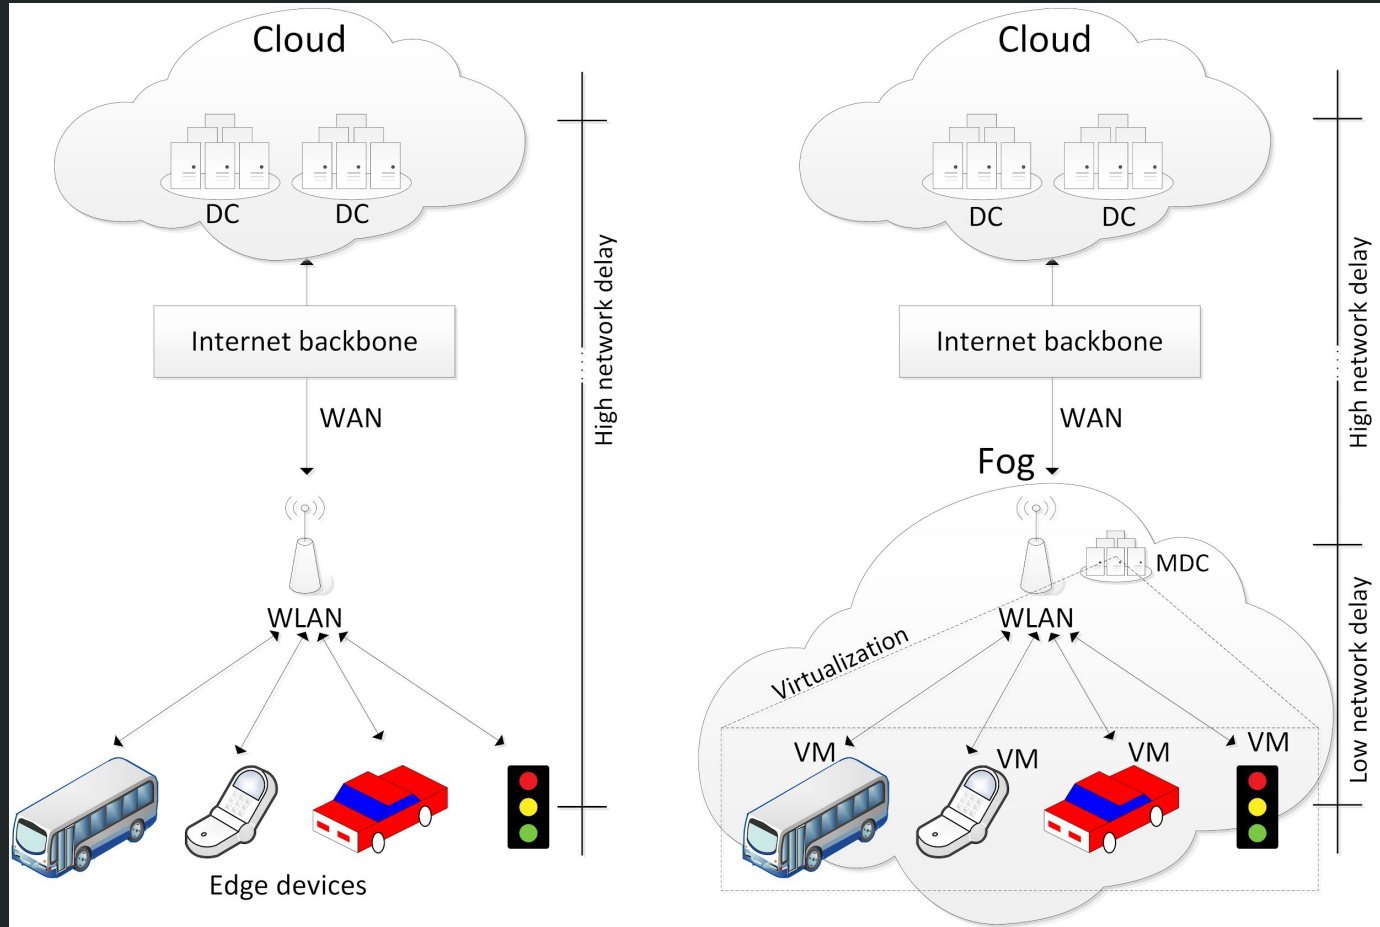 Cloud
DC
DC
Internet backbone
WAN
WLAN
Edge devices
High network delay
Cloud
DC
DC
Internet backbone
WAN
Fog
MDC
WLAN
Virtualization
VM
VM
VM
VM
High network delay
Low network delay